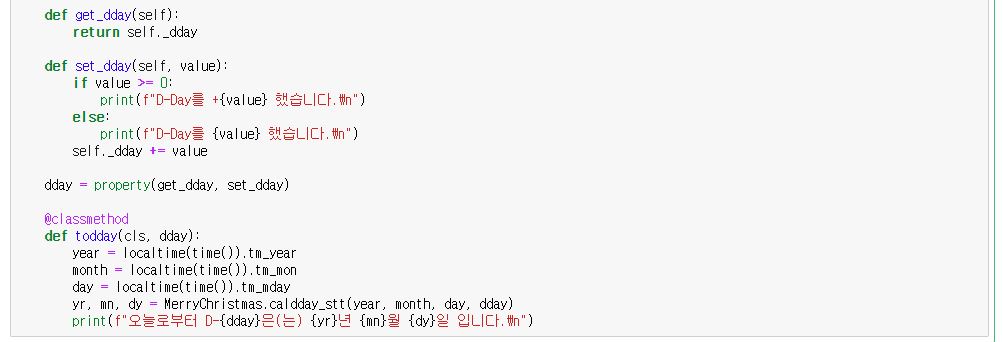 def get_dday(self):
return self._dday
def set_dday(self, value):
if value >= 0:
print(f"D-Day를 +{value} 했습니다.₩n")
else:
print(f"D-Day를 {value} 했습니다.₩n")
self._dday += value
dday = property(get_dday, set_dday)
@classmethod
def todday(cls, dday):
year = localtime(time()).tm_year
month = localtime(time()).tm_mon
day = localtime(time()).tm_mday
yr, mn, dy = MerryChristmas.caldday_stt(year, month, day, dday)
print(f"오늘로부터 D-{dday}은(는) {yr}년 {mn}월 {dy}일 입니다.₩n")